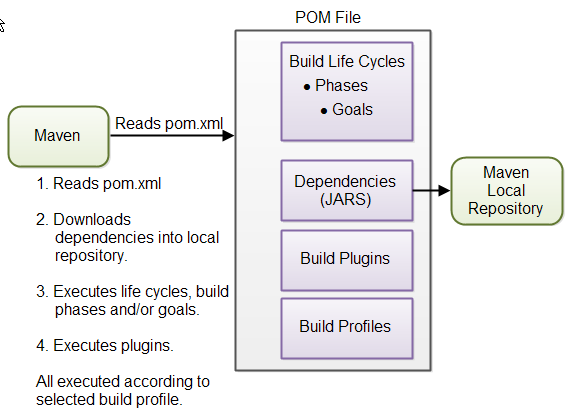 POM File
Build Life Cycles
• Phases
• Goals
Maven
Reads pom.xml
Dependencies
(JARS)
Maven
Local
Repository
Build Plugins
Build Profiles
1. Reads pom.xml
2. Downloads
dependencies into local
repository.
3. Executes life cycles, build
phases and/or goals.
4. Executes plugins.
All executed according to
selected build profile.